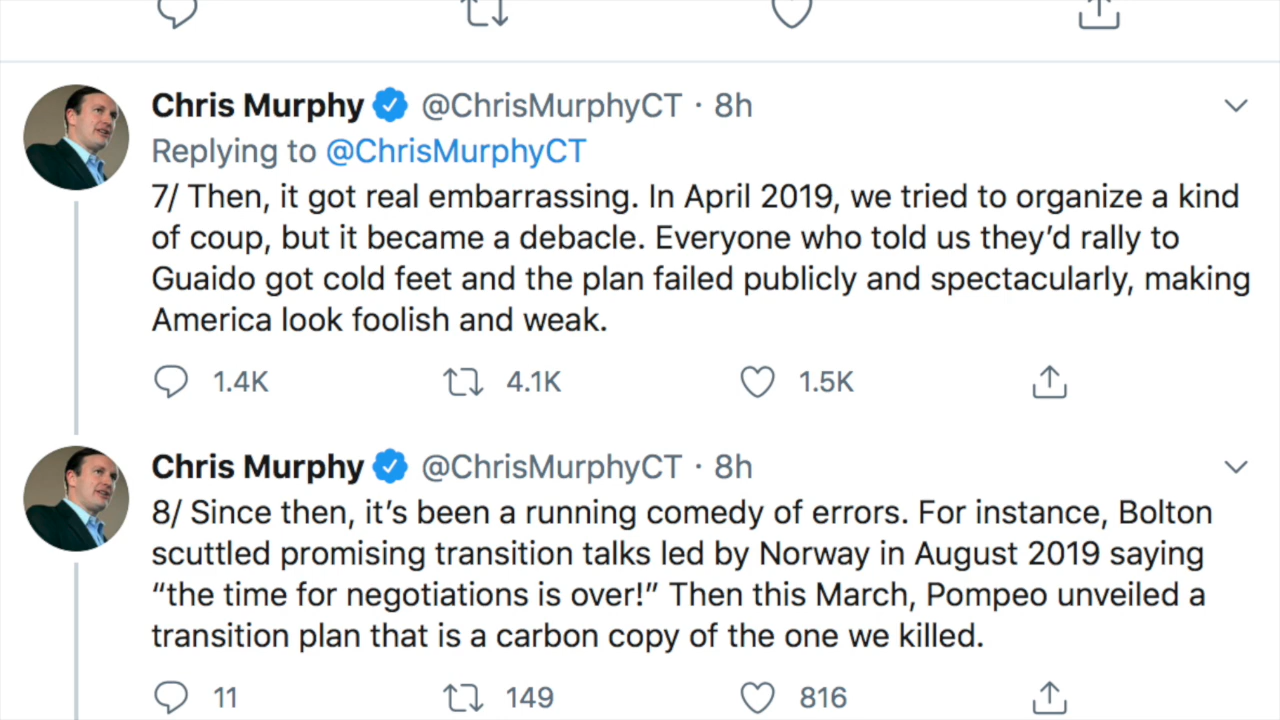 Chris Murphy @ChrisMurphyCT · 8h
Replying to @ChrisMurphyCT
7/ Then, it got real embarrassing. In April 2019, we tried to organize a kind
of coup, but it became a debacle. Everyone who told us they’d rally to
Guaido got cold feet and the plan failed publicly and spectacularly, making
America look foolish and weak.
1.4K 4.1K 1.5K
Chris Murphy @ChrisMurphyCT · 8h
8/ Since then, it’s been a running comedy of errors. For instance, Bolton
scuttled promising transition talks led by Norway in August 2019 saying
“the time for negotiations is over!” Then this March, Pompeo unveiled a
transition plan that is a carbon copy of the one we killed.
11 149 816